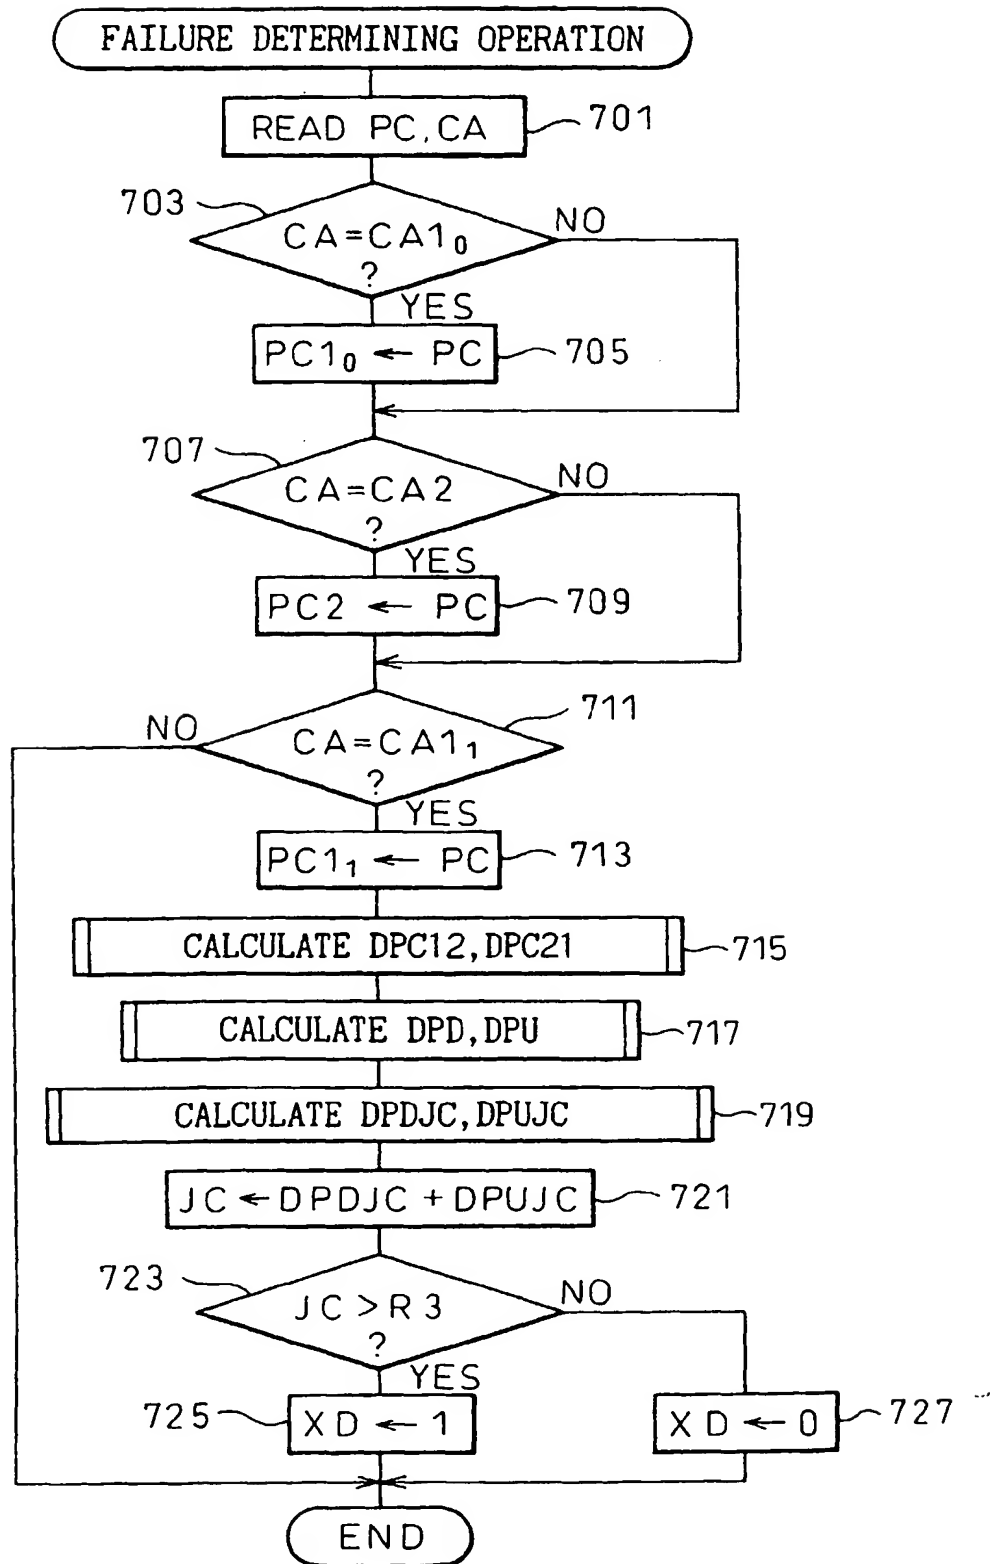 FAILURE DETERMINING OPERATION
READ PC,CA
701
703
CA=CA1₀
?
NO
YES
PC1₀ ← PC
705
707
CA=CA2
?
NO
YES
PC2 ← PC
709
711
NO
CA=CA1₁
?
YES
PC1₁ ← PC
713
CALCULATE DPC12,DPC21
715
CALCULATE DPD,DPU
717
CALCULATE DPDJC,DPUJC
719
JC←DPDJC+DPUJC
721
723
JC>R3
?
NO
YES
725
XD←1
XD←0
727
END